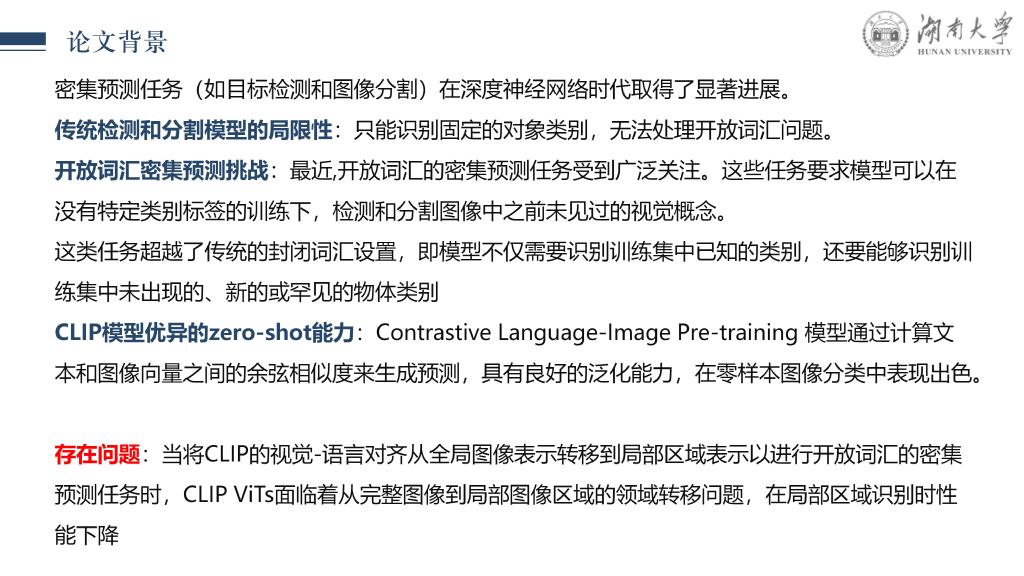 论文背景
湖南大学
HUNAN UNIVERSITY
密集预测任务（如目标检测和图像分割）在深度神经网络时代取得了显著进展。
传统检测和分割模型的局限性：只能识别固定的对象类别，无法处理开放词汇问题。
开放词汇密集预测挑战：最近,开放词汇的密集预测任务受到广泛关注。这些任务要求模型可以在
没有特定类别标签的训练下，检测和分割图像中之前未见过的视觉概念。
这类任务超越了传统的封闭词汇设置，即模型不仅需要识别训练集中已知的类别，还要能够识别训
练集中未出现的、新的或罕见的物体类别
CLIP模型优异的zero-shot能力：Contrastive Language-Image Pre-training 模型通过计算文
本和图像向量之间的余弦相似度来生成预测，具有良好的泛化能力，在零样本图像分类中表现出色。
存在问题：当将CLIP的视觉-语言对齐从全局图像表示转移到局部区域表示以进行开放词汇的密集
预测任务时，CLIP ViTs面临着从完整图像到局部图像区域的领域转移问题，在局部区域识别时性
能下降